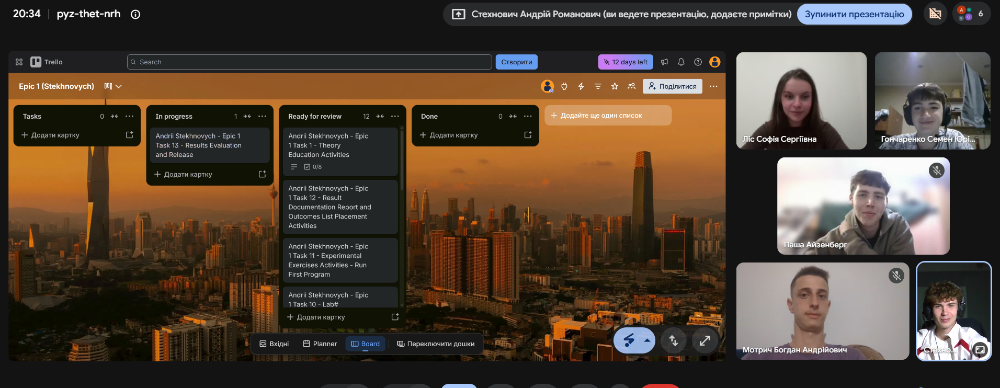 20:34
pyz-thet-nrh
Стехнович Андрій Романович (ви ведете презентацію, додаєте примітки)
Зупинити презентацію
6
Trello
Search
Створити
12 days left
Epic 1 (Stekhnovych)
Поділитися
Tasks
0
Додати картку
In progress
1
Andrii Stekhnovych - Epic 1
Task 13 - Results Evaluation
and Release
Додати картку
Ready for review
12
Andrii Stekhnovych - Epic
1 Task 1 - Theory
Education Activities
0/8
Andrii Stekhnovych - Epic
1 Task 12 - Result
Documentation Report and
Outcomes List Placement
Activities
Andrii Stekhnovych - Epic
1 Task 11 - Experimental
Exercises Activities - Run
First Program
Andrii Stekhnovych - Epic
1 Task 10 - Lab#
Додати картку
Done
0
Додати картку
Додайте ще один список
Вхідні
Planner
Board
Переключити дошки
Ліс Софія Сергіївна
Гончаренко Семен Юрі...
Паша Айзенберг
Мотрич Богдан Андрійович
Стехно...